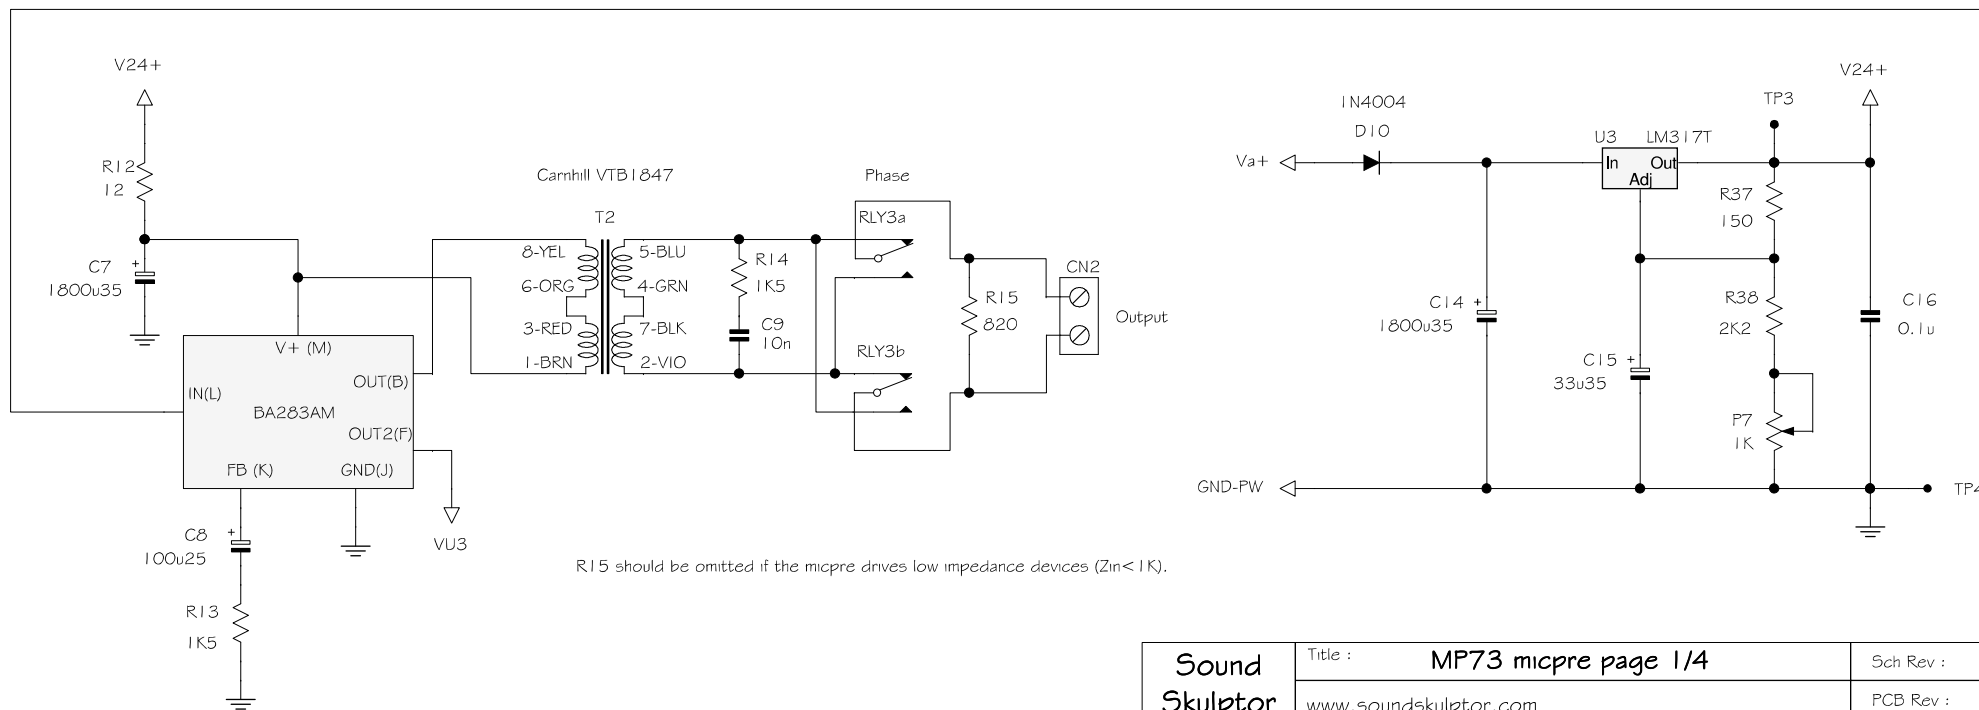 V24+
R12
12
C7
+
1800u35
V+ (M)
IN(L)
OUT(B)
BA283AM
OUT2(F)
FB (K)
GND(J)
C8
+
100u25
R13
1K5
VU3
Carnhill VTB1847
T2
8-YEL
5-BLU
6-ORG
4-GRN
3-RED
7-BLK
1-BRN
2-VIO
R14
1K5
C9
10n
Phase
RLY3a
RLY3b
R15
820
CN2
Output
R15 should be omitted if the micpre drives low impedance devices (Zin<1K).
Va+
1N4004
D10
U3
LM317T
In
Out
Adj
TP3
V24+
R37
150
C14
+
1800u35
R38
2K2
C16
0.1u
C15
+
33u35
P7
1K
GND-PW
TP4
Sound
Skulptor
Title :
MP73 micpre page 1/4
Sch Rev :
www.soundskulptor.com
PCB Rev :